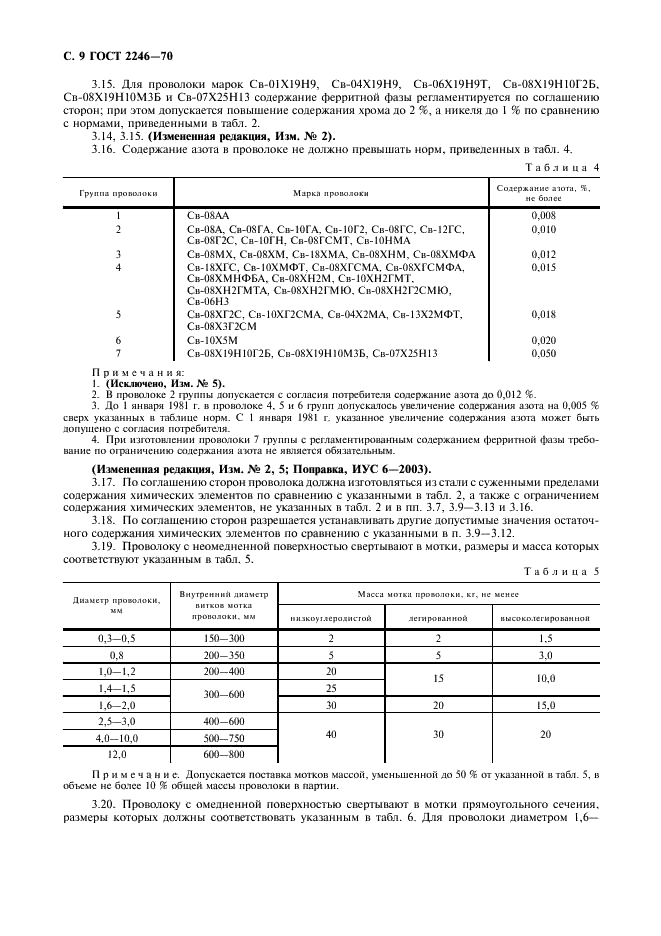 С. 9 ГОСТ 2246—70
3.15. Для проволоки марок Св-01Х19Н9, Св-04Х19Н9, Св-06Х19Н9Т, Св-08Х19Н10Г2Б,
Св-08Х19Н10М3Б и Св-07Х25Н13 содержание ферритной фазы регламентируется по соглашению
сторон; при этом допускается повышение содержания хрома до 2 %, а никеля до 1 % по сравнению
с нормами, приведенными в табл. 2.
3.14, 3.15. (Измененная редакция, Изм. № 2).
3.16. Содержание азота в проволоке не должно превышать норм, приведенных в табл. 4.
Таблица 4
Группа проволоки Марка проволоки Содержание азота, %,
не более
1 Св-08АА 0,008
2 Св-08А, Св-08ГА, Св-10ГА, Св-10Г2, Св-08ГС, Св-12ГС, 0,010
Св-08Г2С, Св-10ГН, Св-08ГСМТ, Св-10НМА
3 Св-08МХ, Св-08ХМ, Св-18ХМА, Св-08ХНМ, Св-08ХМФА 0,012
4 Св-18ХГС, Св-10ХМФТ, Св-08ХГСМА, Св-08ХГСМФА, 0,015
Св-08ХМНФБА, Св-08ХН2М, Св-10ХН2ГМТ,
Св-08ХН2ГМТА, Св-08ХН2ГМЮ, Св-08ХН2Г2СМЮ,
Св-06Н3
5 Св-08ХГ2С, Св-10ХГ2СМА, Св-04Х2МА, Св-13Х2МФТ, 0,018
Св-08Х3Г2СМ
6 Св-10Х5М 0,020
7 Св-08Х19Н10Г2Б, Св-08Х19Н10М3Б, Св-07Х25Н13 0,050
Примечания:
1. (Исключено, Изм. № 5).
2. В проволоке 2 группы допускается с согласия потребителя содержание азота до 0,012 %.
3. До 1 января 1981 г. в проволоке 4, 5 и 6 групп допускалось увеличение содержания азота на 0,005 %
сверх указанных в таблице норм. С 1 января 1981 г. указанное увеличение содержания азота может быть
допущено с согласия потребителя.
4. При изготовлении проволоки 7 группы с регламентированным содержанием ферритной фазы требо-
вание по ограничению содержания азота не является обязательным.
(Измененная редакция, Изм. № 2, 5; Поправка, ИУС 6—2003).
3.17. По соглашению сторон проволока должна изготовляться из стали с суженными пределами
содержания химических элементов по сравнению с указанными в табл. 2, а также с ограничением
содержания химических элементов, не указанных в табл. 2 и в пп. 3.7, 3.9—3.13 и 3.16.
3.18. По соглашению сторон разрешается устанавливать другие допустимые значения остаточ-
ного содержания химических элементов по сравнению с указанными в п. 3.9—3.12.
3.19. Проволоку с неомедненной поверхностью свертывают в мотки, размеры и масса которых
соответствуют указанным в табл. 5.
Таблица 5
Диаметр проволоки,
мм
Внутренний диаметр
витков мотка
проволоки, мм
Масса мотка проволоки, кг, не менее
низкоуглеродистой легированной высоколегированной
0,3—0,5 150—300 2 2 1,5
0,8 200—350 5 5 3,0
1,0—1,2 200—400 20 15 10,0
1,4—1,5 300—600 25
1,6—2,0 30 20 15,0
2,5—3,0 400—600 40 30 20
4,0—10,0 500—750
12,0 600—800
Примечание. Допускается поставка мотков массой, уменьшенной до 50 % от указанной в табл. 5, в
объеме не более 10 % общей массы проволоки в партии.
3.20. Проволоку с омедненной поверхностью свертывают в мотки прямоугольного сечения,
размеры которых должны соответствовать указанным в табл. 6. Для проволоки диаметром 1,6—